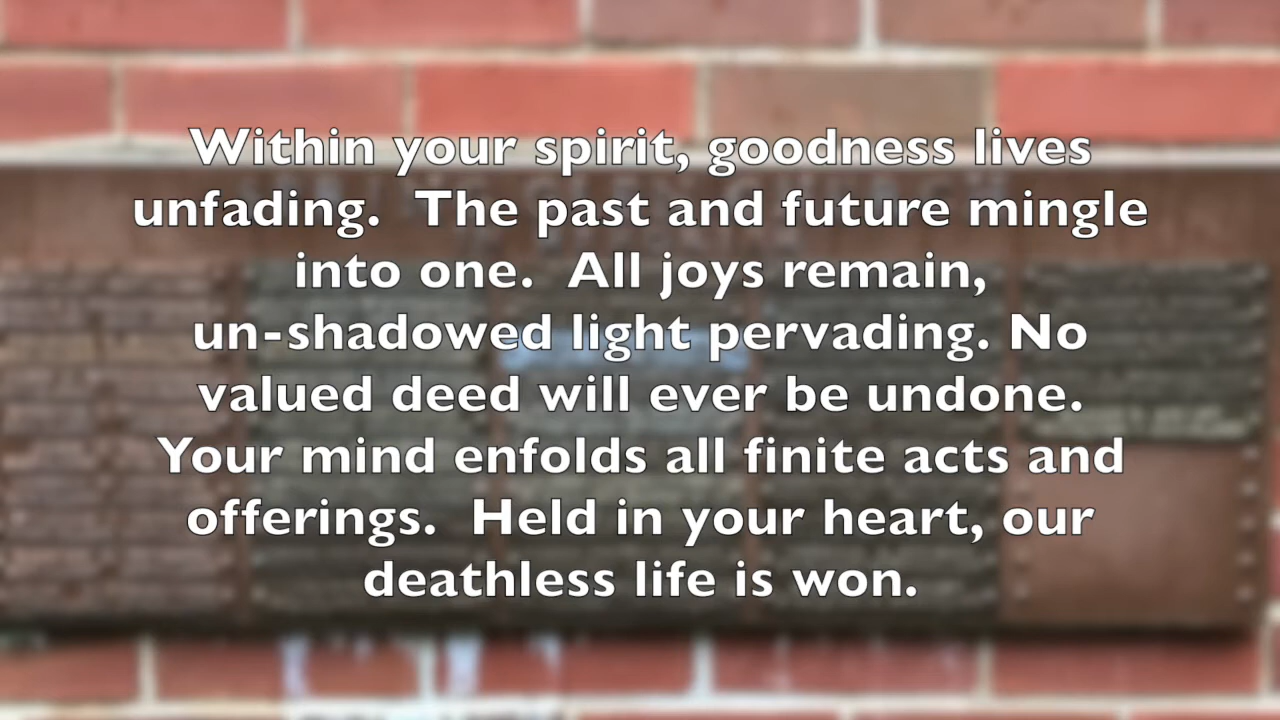 Within your spirit, goodness lives
unfading.  The past and future mingle
into one.  All joys remain,
un-shadowed light pervading. No
valued deed will ever be undone.
Your mind enfolds all finite acts and
offerings.  Held in your heart, our
deathless life is won.